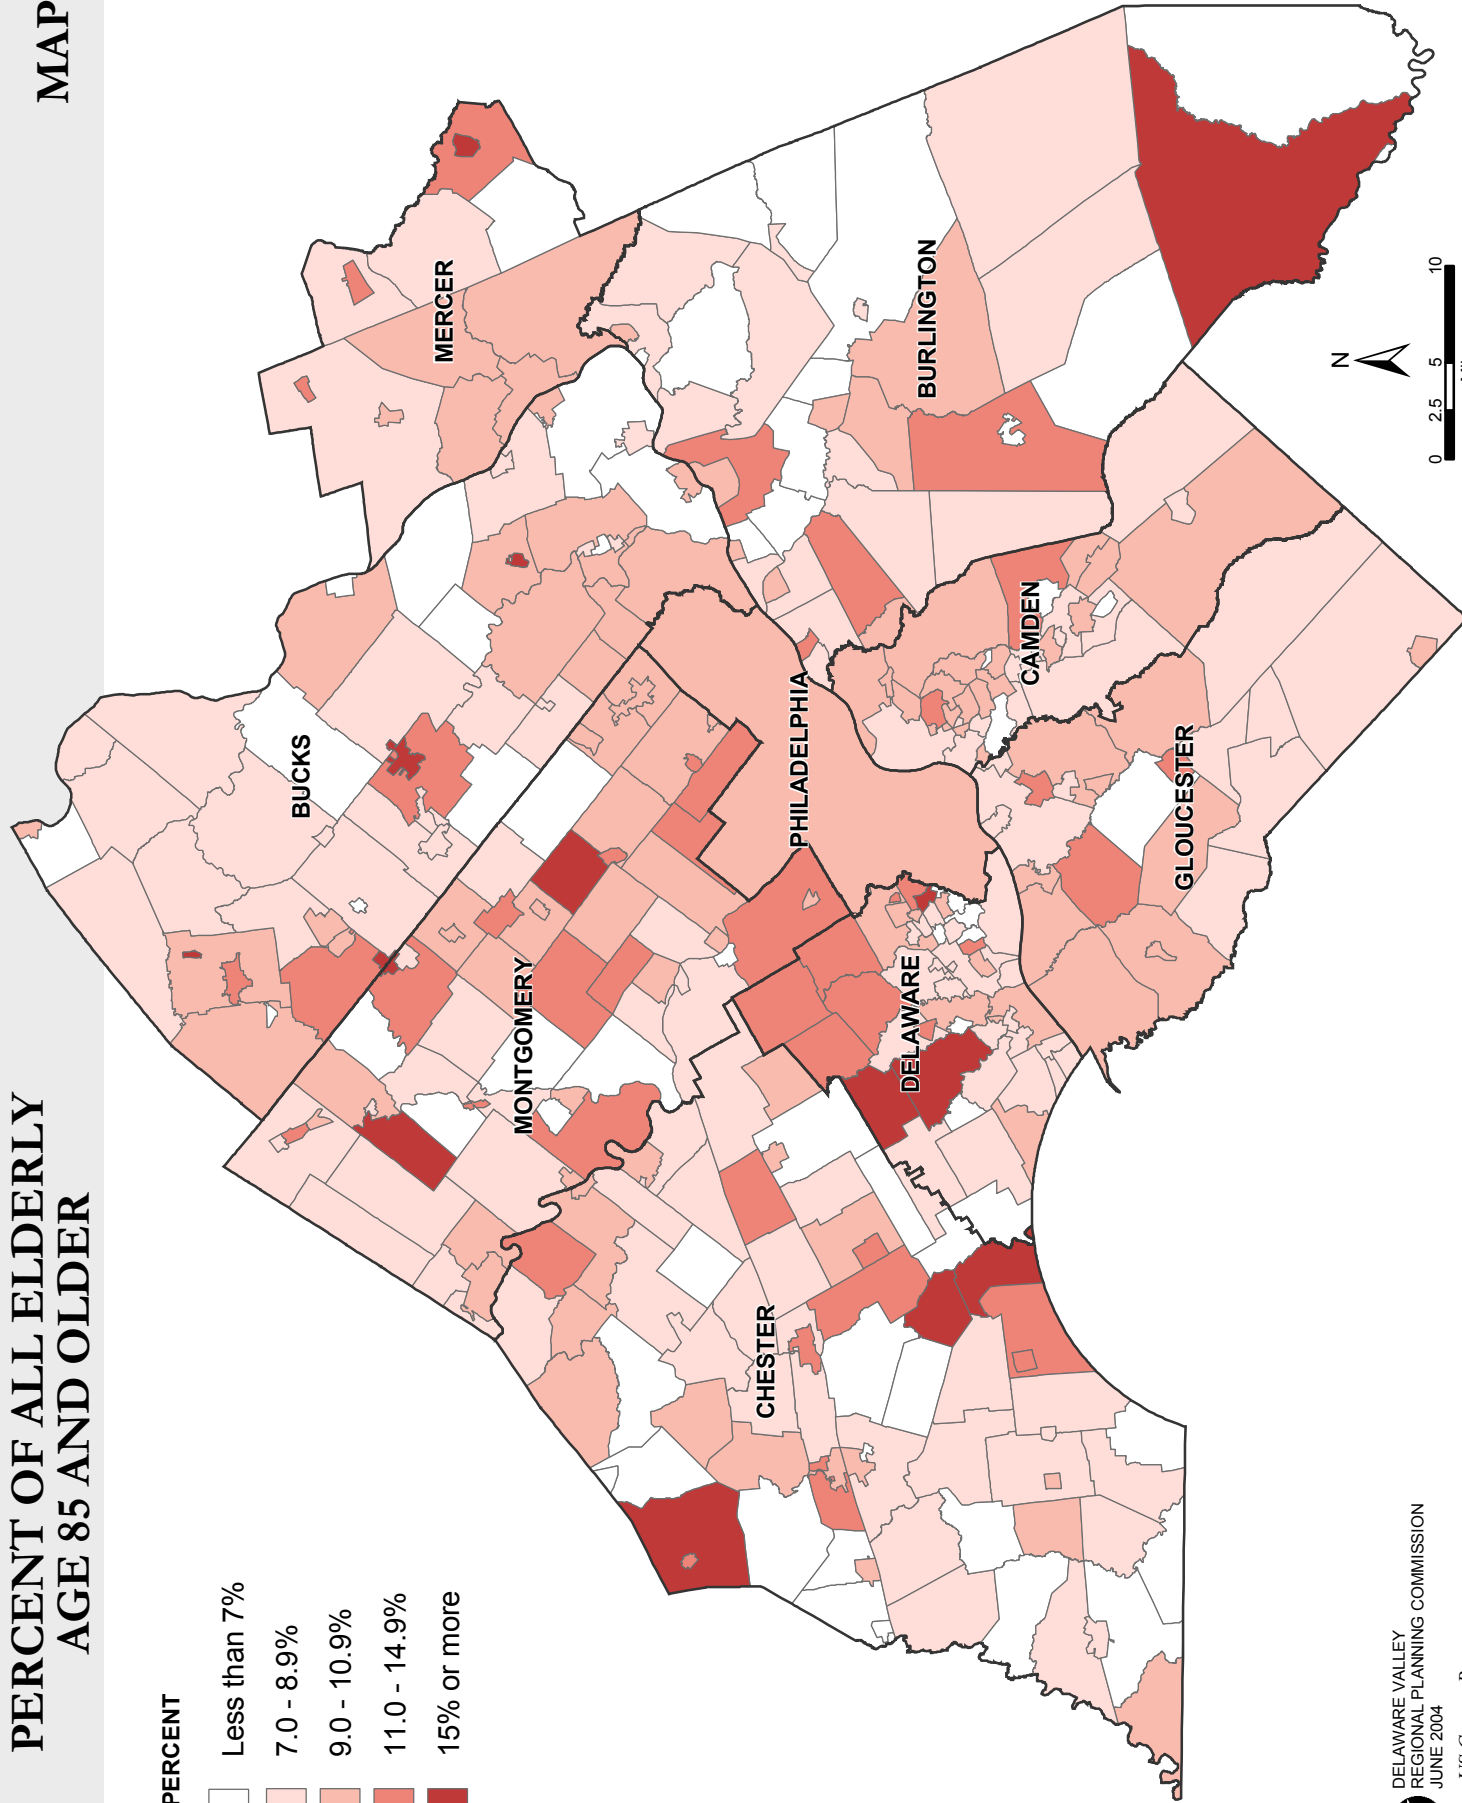 PERCENT OF ALL ELDERLY
AGE 85 AND OLDER
MAP
PERCENT
Less than 7%
7.0 - 8.9%
9.0 - 10.9%
11.0 - 14.9%
15% or more
BUCKS
MERCER
MONTGOMERY
PHILADELPHIA
BURLINGTON
CHESTER
DELAWARE
CAMDEN
GLOUCESTER
N
0 2.5 5 10
DELAWARE VALLEY
REGIONAL PLANNING COMMISSION
JUNE 2004